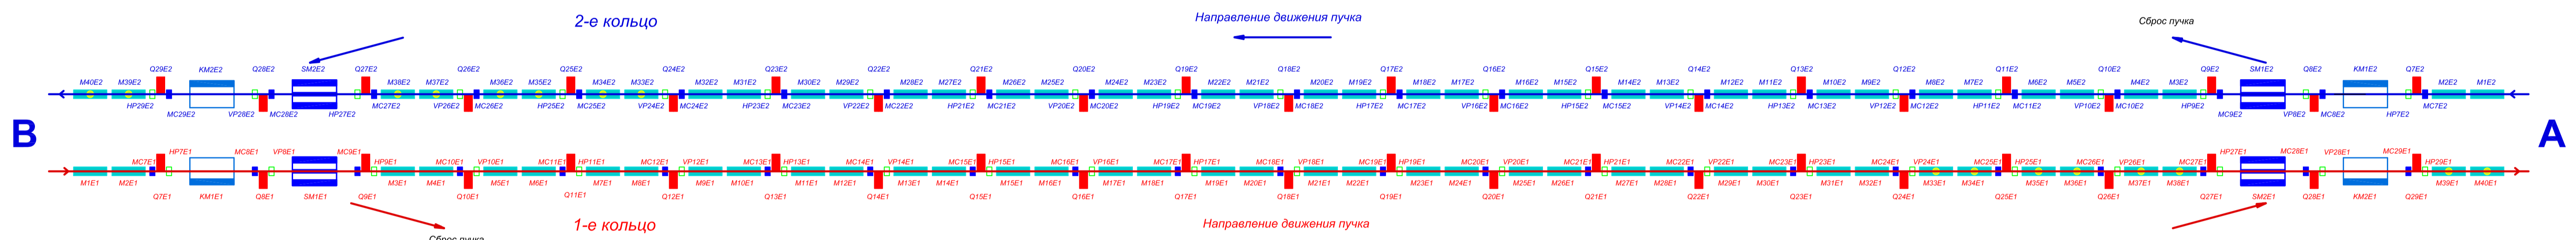 2-е кольцо Направление движения пучка Сброс пучка
Q29E2 KM2E2 Q28E2 SM2E2 Q27E2 Q26E2 Q25E2 Q24E2 Q23E2 Q22E2 Q21E2 Q20E2 Q19E2 Q18E2 Q17E2 Q16E2 Q15E2 Q14E2 Q13E2 Q12E2 Q11E2 Q10E2 Q9E2 SM1E2 Q8E2 KM1E2 Q7E2
M40E2 M39E2 M38E2 M37E2 M36E2 M35E2 M34E2 M33E2 M32E2 M31E2 M30E2 M29E2 M28E2 M27E2 M26E2 M25E2 M24E2 M23E2 M22E2 M21E2 M20E2 M19E2 M18E2 M17E2 M16E2 M15E2 M14E2 M13E2 M12E2 M11E2 M10E2 M9E2 M8E2 M7E2 M6E2 M5E2 M4E2 M3E2 M2E2 M1E2
HP29E2 MC27E2 VP26E2 MC26E2 HP25E2 MC25E2 VP24E2 MC24E2 HP23E2 MC23E2 VP22E2 MC22E2 HP21E2 MC21E2 VP20E2 MC20E2 HP19E2 MC19E2 VP18E2 MC18E2 HP17E2 MC17E2 VP16E2 MC16E2 HP15E2 MC15E2 VP14E2 MC14E2 HP13E2 MC13E2 VP12E2 MC12E2 HP11E2 MC11E2 VP10E2 MC10E2 HP9E2 MC7E2
MC29E2 VP28E2 MC28E2 HP27E2 MC9E2 VP8E2 MC8E2 HP7E2
B A
HP7E1 MC8E1 VP8E1 MC9E1 HP27E1 MC28E1 VP28E1 MC29E1
MC7E1 HP9E1 MC10E1 VP10E1 MC11E1 HP11E1 MC12E1 VP12E1 MC13E1 HP13E1 MC14E1 VP14E1 MC15E1 HP15E1 MC16E1 VP16E1 MC17E1 HP17E1 MC18E1 VP18E1 MC19E1 HP19E1 MC20E1 VP20E1 MC21E1 HP21E1 MC22E1 VP22E1 MC23E1 HP23E1 MC24E1 VP24E1 MC25E1 HP25E1 MC26E1 VP26E1 MC27E1 HP29E1
M1E1 M2E1 M3E1 M4E1 M5E1 M6E1 M7E1 M8E1 M9E1 M10E1 M11E1 M12E1 M13E1 M14E1 M15E1 M16E1 M17E1 M18E1 M19E1 M20E1 M21E1 M22E1 M23E1 M24E1 M25E1 M26E1 M27E1 M28E1 M29E1 M30E1 M31E1 M32E1 M33E1 M34E1 M35E1 M36E1 M37E1 M38E1 M39E1 M40E1
Q7E1 KM1E1 Q8E1 SM1E1 Q9E1 Q10E1 Q11E1 Q12E1 Q13E1 Q14E1 Q15E1 Q16E1 Q17E1 Q18E1 Q19E1 Q20E1 Q21E1 Q22E1 Q23E1 Q24E1 Q25E1 Q26E1 Q27E1 SM2E1 Q28E1 KM2E1 Q29E1
1-е кольцо Направление движения пучка
Сброс пучка